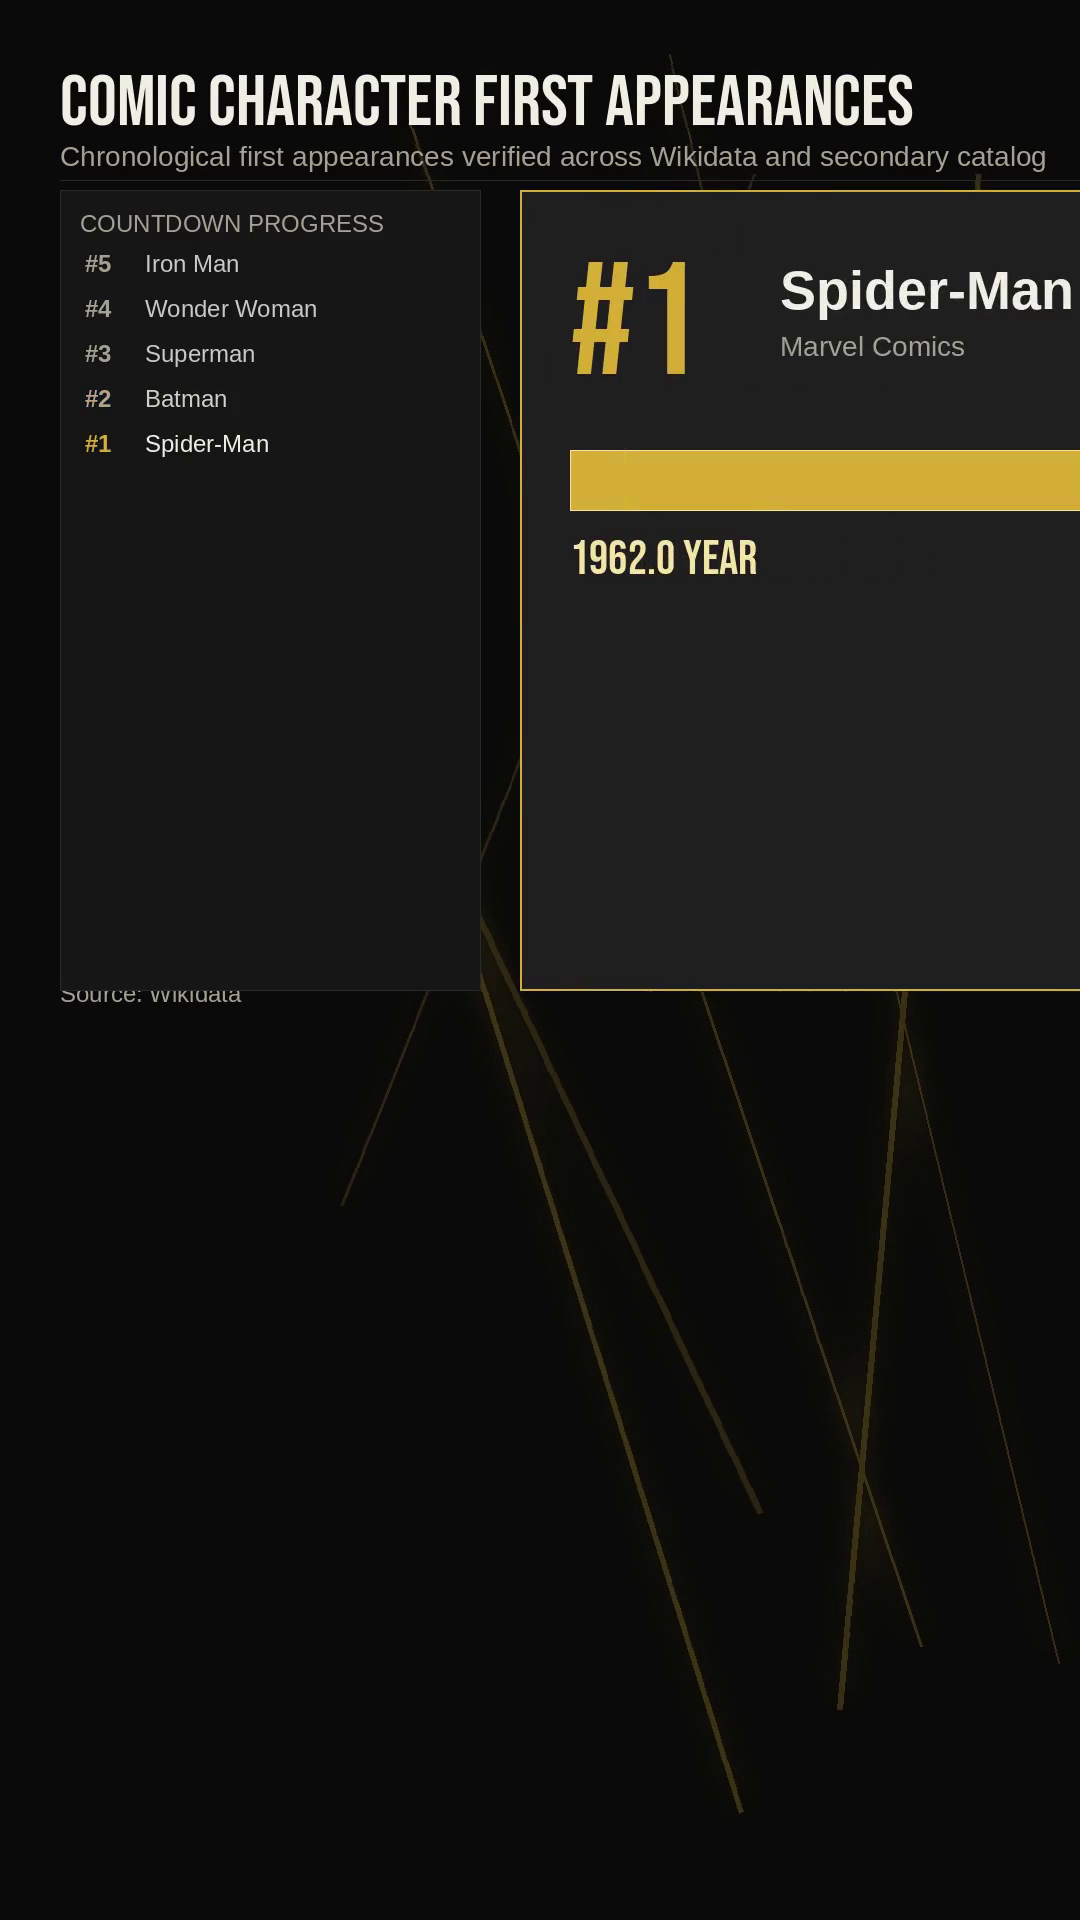 COMIC CHARACTER FIRST APPEARANCES
Chronological first appearances verified across Wikidata and secondary catalog
COUNTDOWN PROGRESS
#5 Iron Man
#4 Wonder Woman
#3 Superman
#2 Batman
#1 Spider-Man
#1
Spider-Man
Marvel Comics
1962.0 YEAR
Source: Wikidata